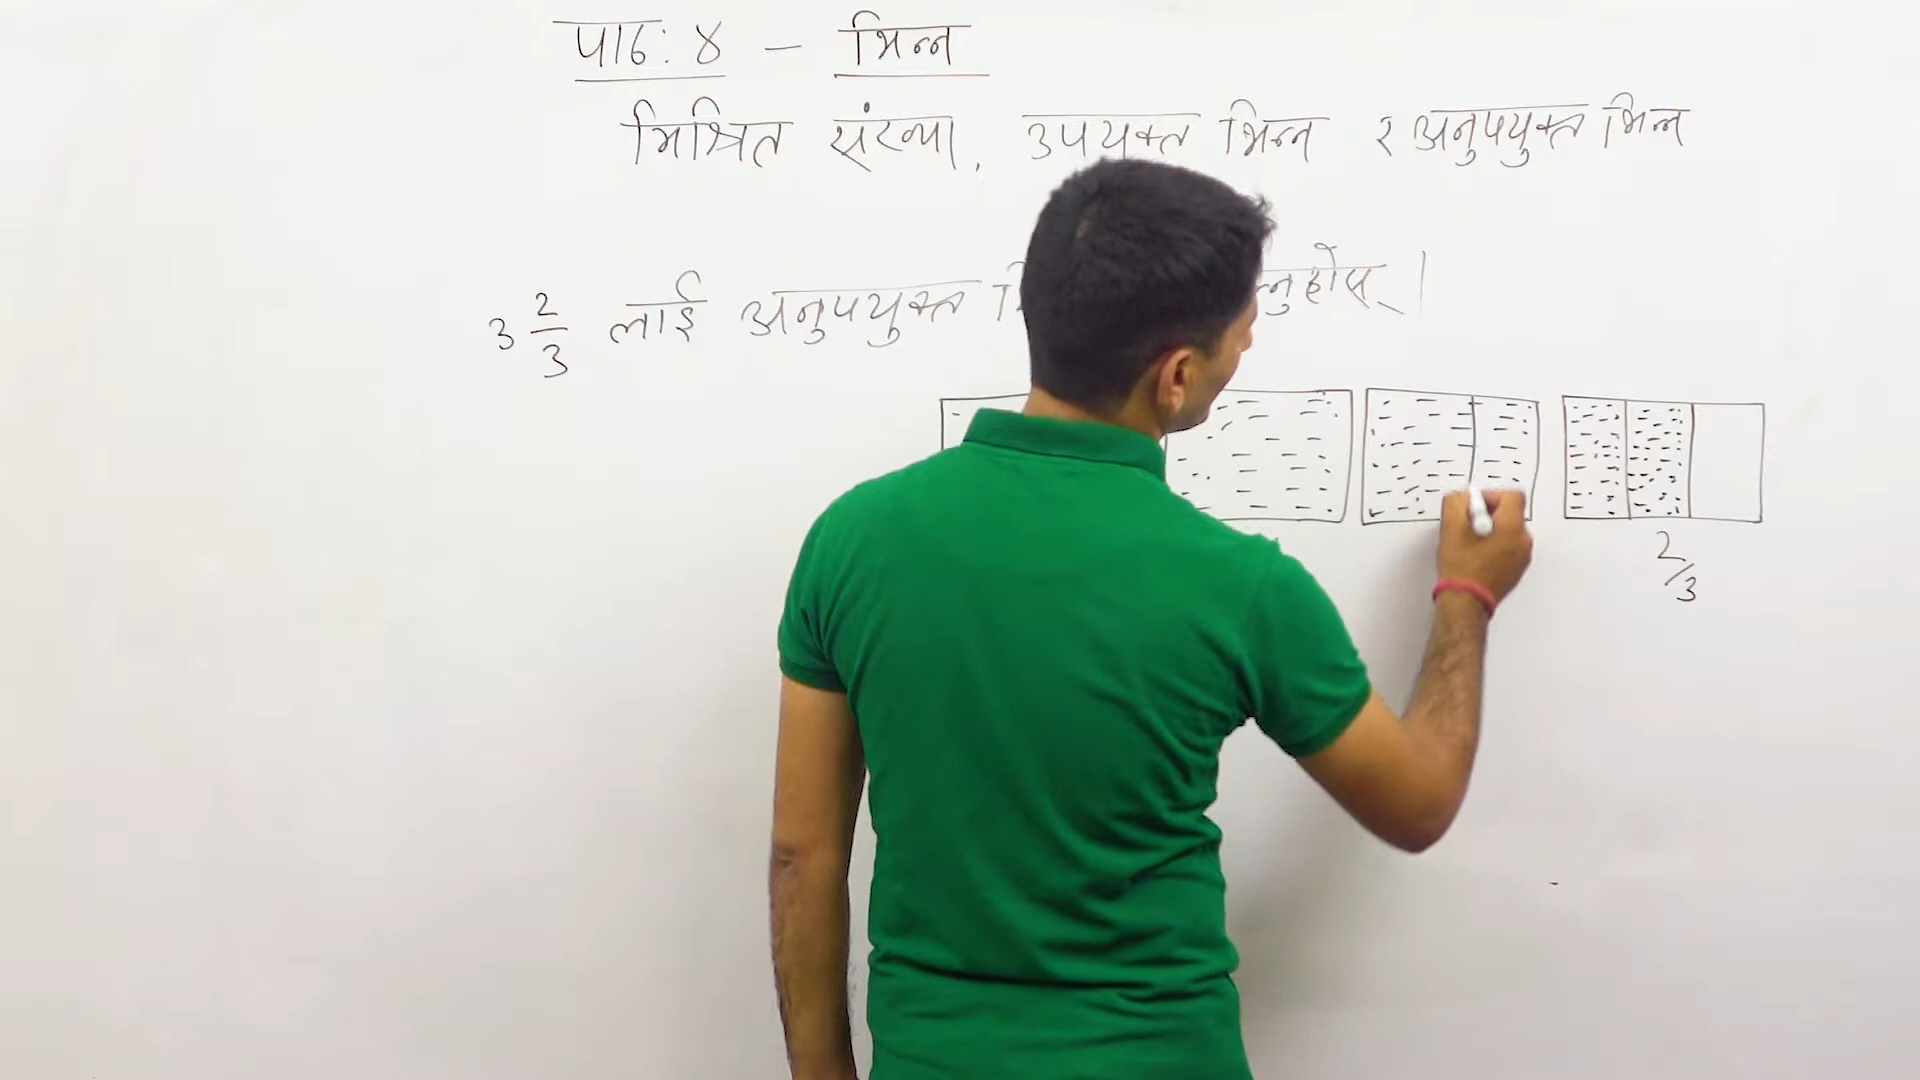 पाठ: ४ - भिन्न
मिश्रित संख्या, उपयुक्त भिन्न र अनुपयुक्त भिन्न
3 2/3 लाई अनुपयुक्त
2/3